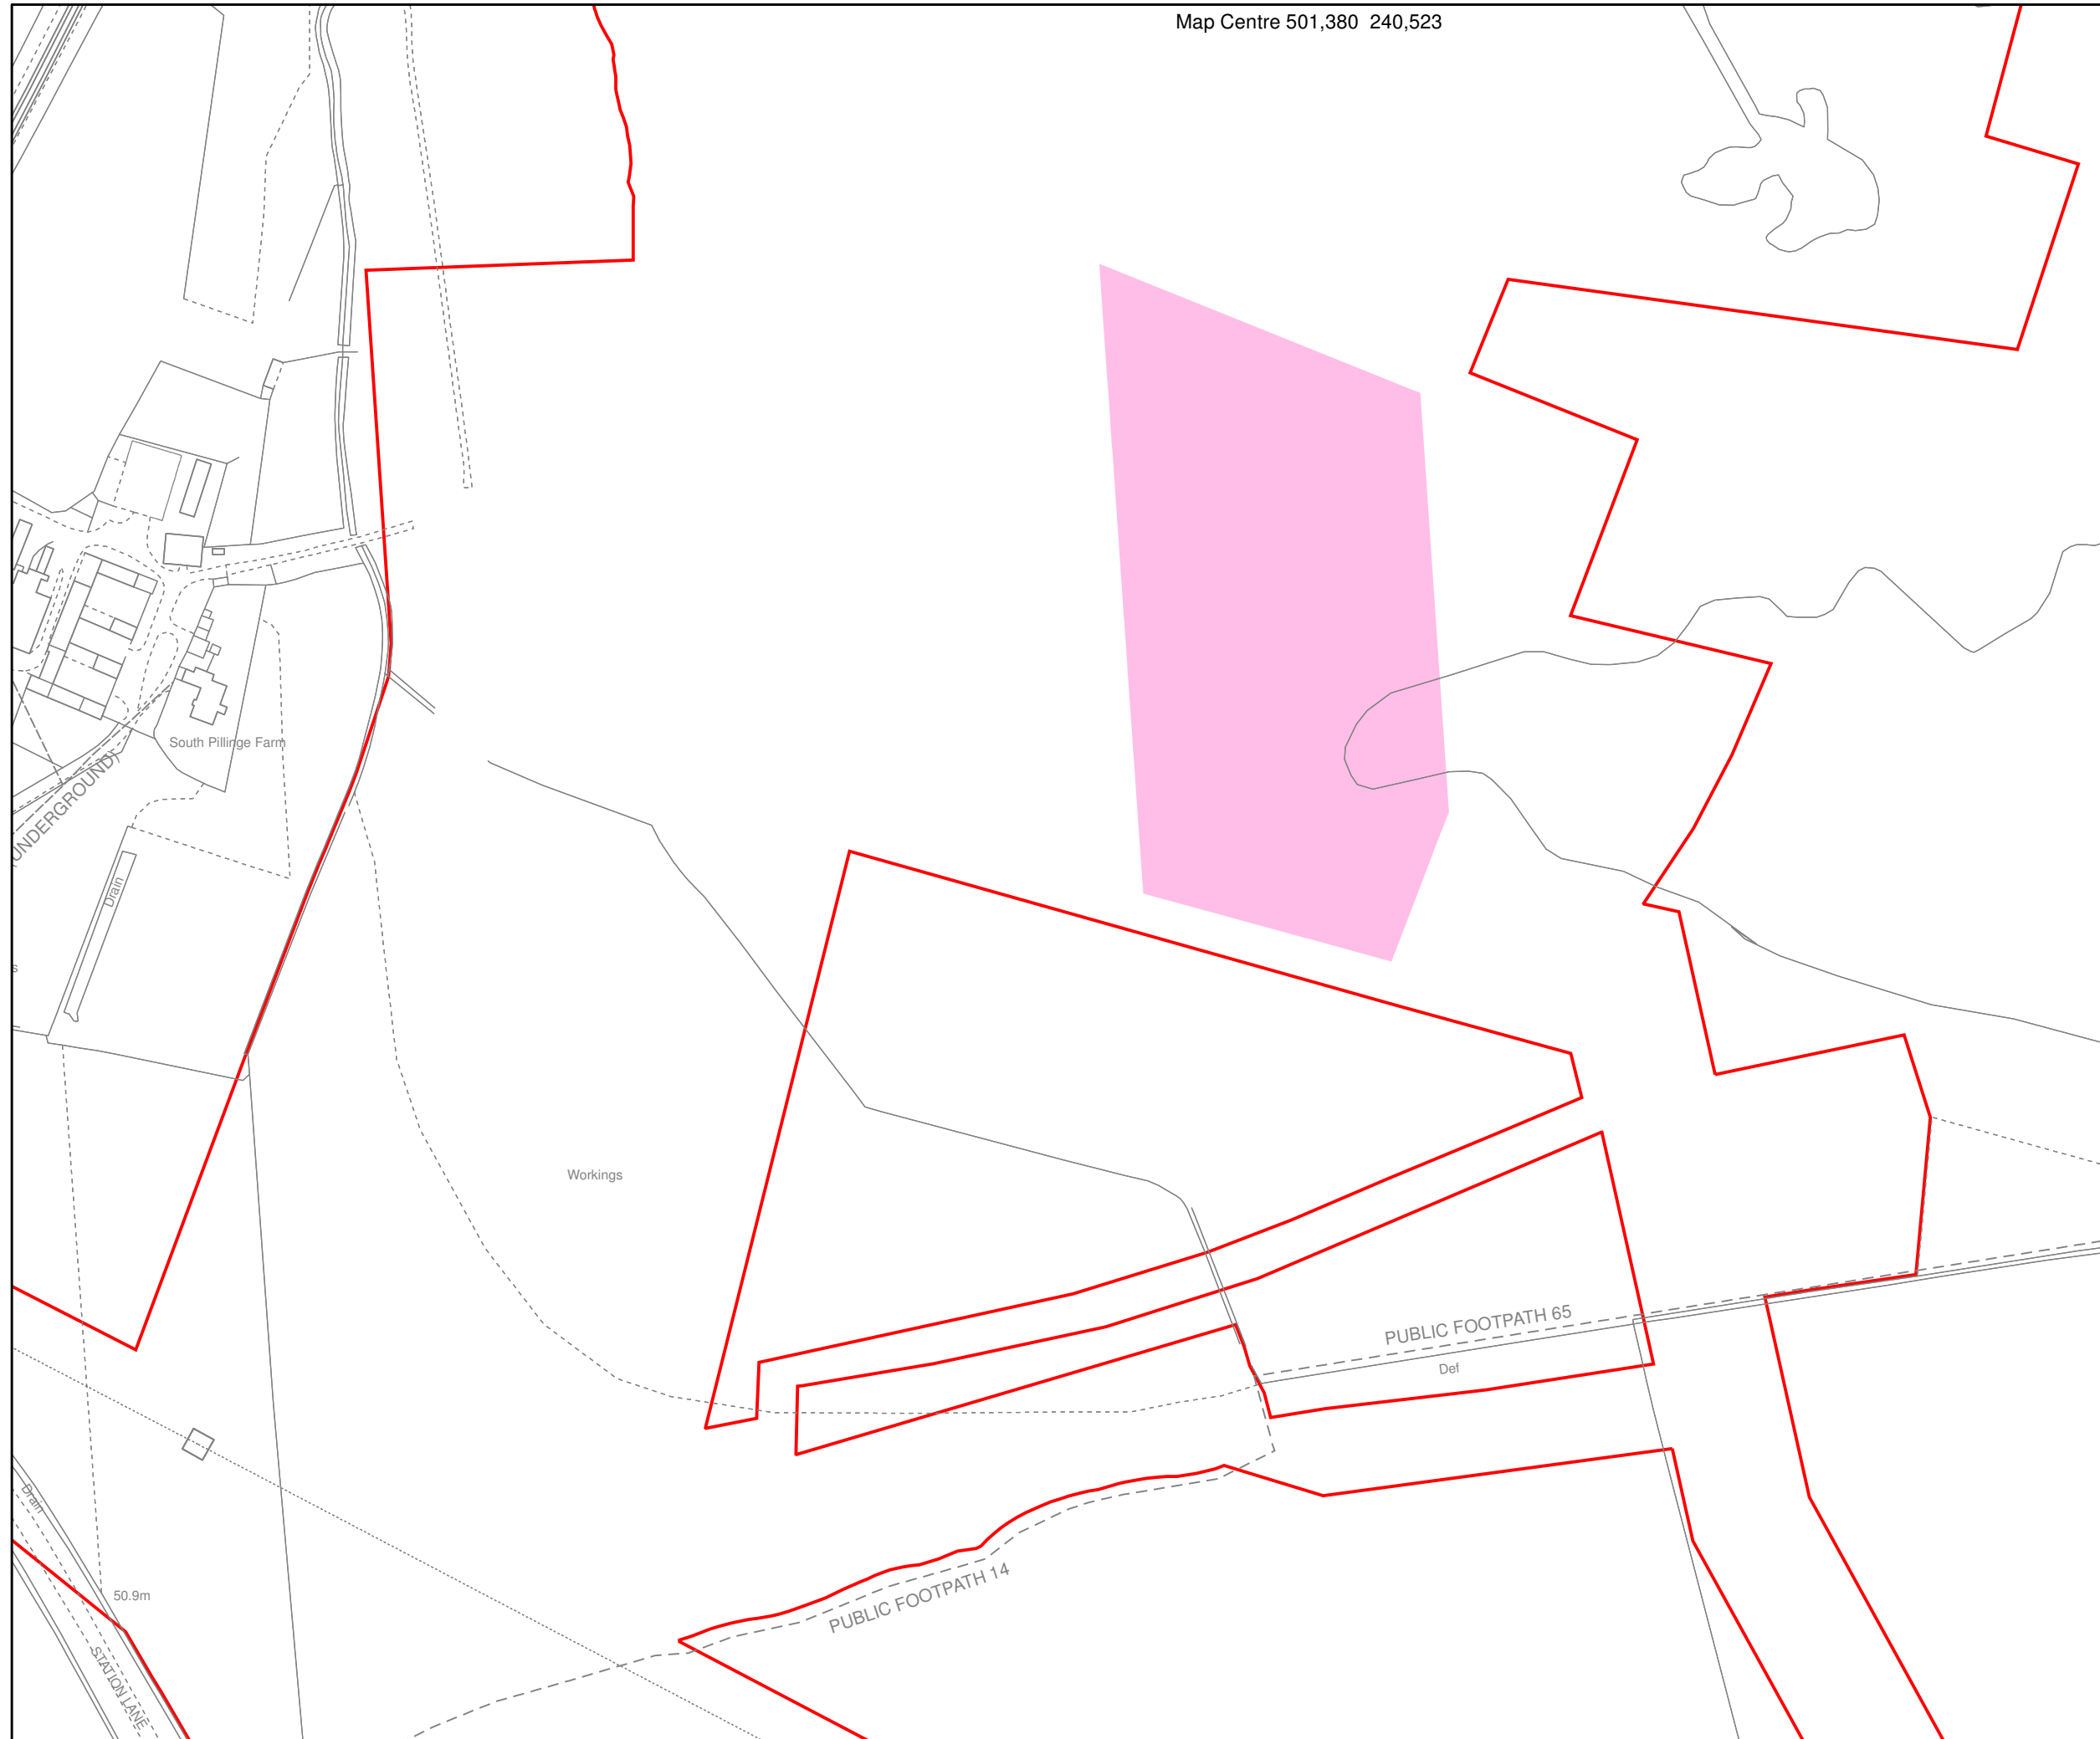 Map Centre 501,380  240,523
South Pillinge Farm
UNDERGROUND)
Drain
s
Workings
PUBLIC FOOTPATH 65
Def
Drain
PUBLIC FOOTPATH 14
50.9m
STATION LANE